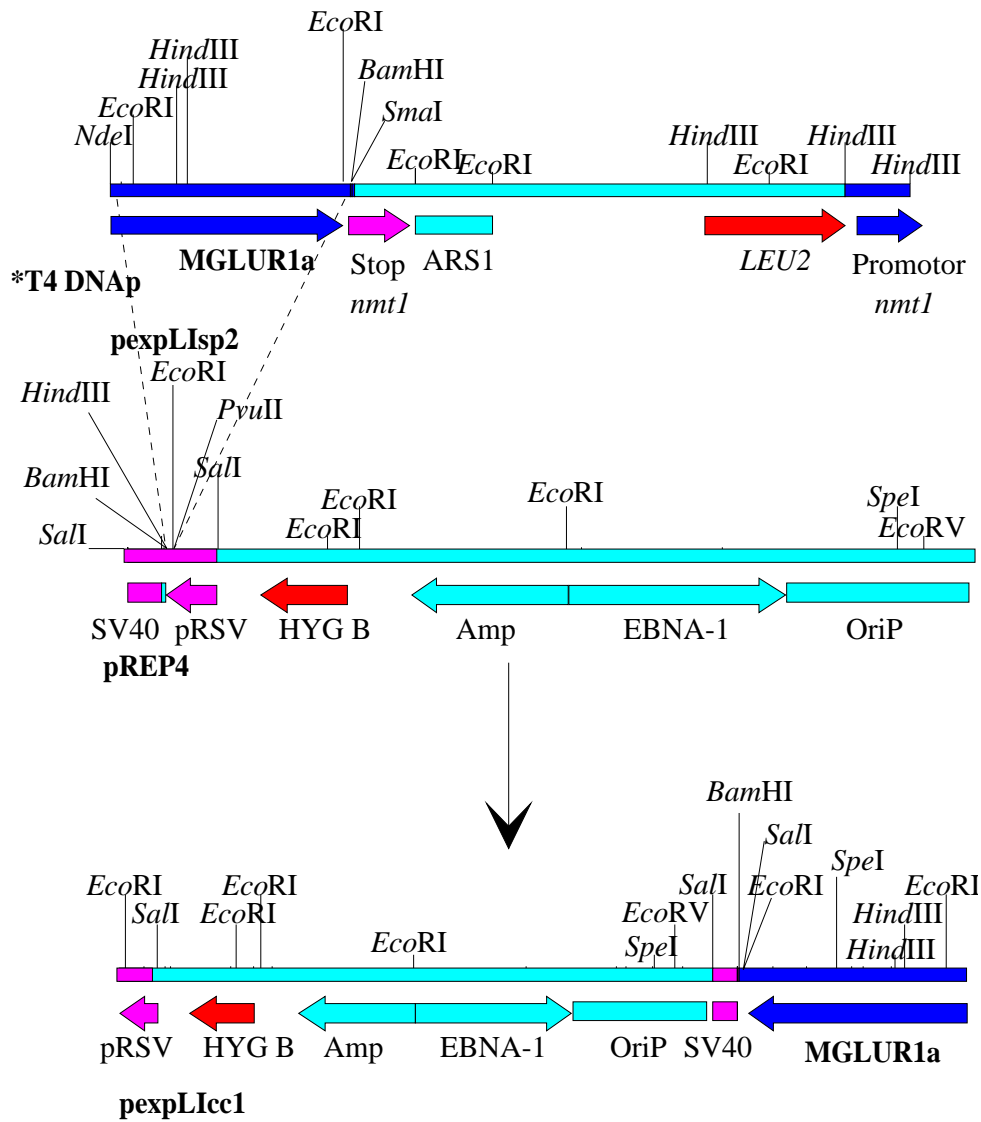 EcoRI
HindIII
BamHI
HindIII
EcoRI
SmaI
NdeI
HindIII
HindIII
EcoRI
EcoRI
EcoRI
HindIII
MGLUR1a
Stop
ARS1
LEU2
Promotor
*T4 DNAp
nmt1
nmt1
pexpLIsp2
EcoRI
HindIII
PvuII
SalI
BamHI
EcoRI
EcoRI
SpeI
SalI
EcoRI
EcoRV
SV40
pRSV
HYG B
Amp
EBNA-1
OriP
pREP4
BamHI
SalI
SpeI
EcoRI
EcoRI
SalI
EcoRI
EcoRI
SalI
EcoRI
EcoRV
HindIII
EcoRI
SpeI
HindIII
pRSV
HYG B
Amp
EBNA-1
OriP
SV40
MGLUR1a
pexpLIcc1